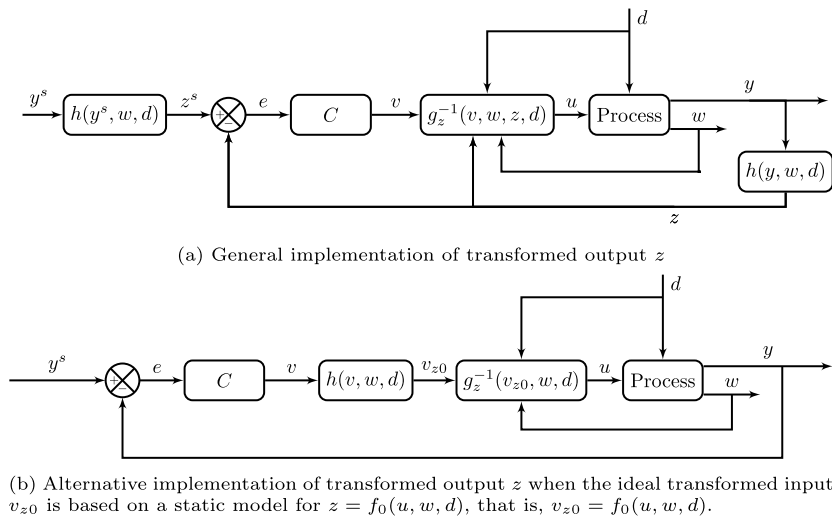 d
y^s
h(y^s, w, d)
z^s
+
−
e
C
v
g_z^{-1}(v, w, z, d)
u
Process
y
w
h(y, w, d)
z
(a) General implementation of transformed output z
d
y^s
+
−
e
C
v
h(v, w, d)
v_{z0}
g_z^{-1}(v_{z0}, w, d)
u
Process
y
w
(b) Alternative implementation of transformed output z when the ideal transformed input
v_{z0} is based on a static model for z = f_0(u, w, d), that is, v_{z0} = f_0(u, w, d).